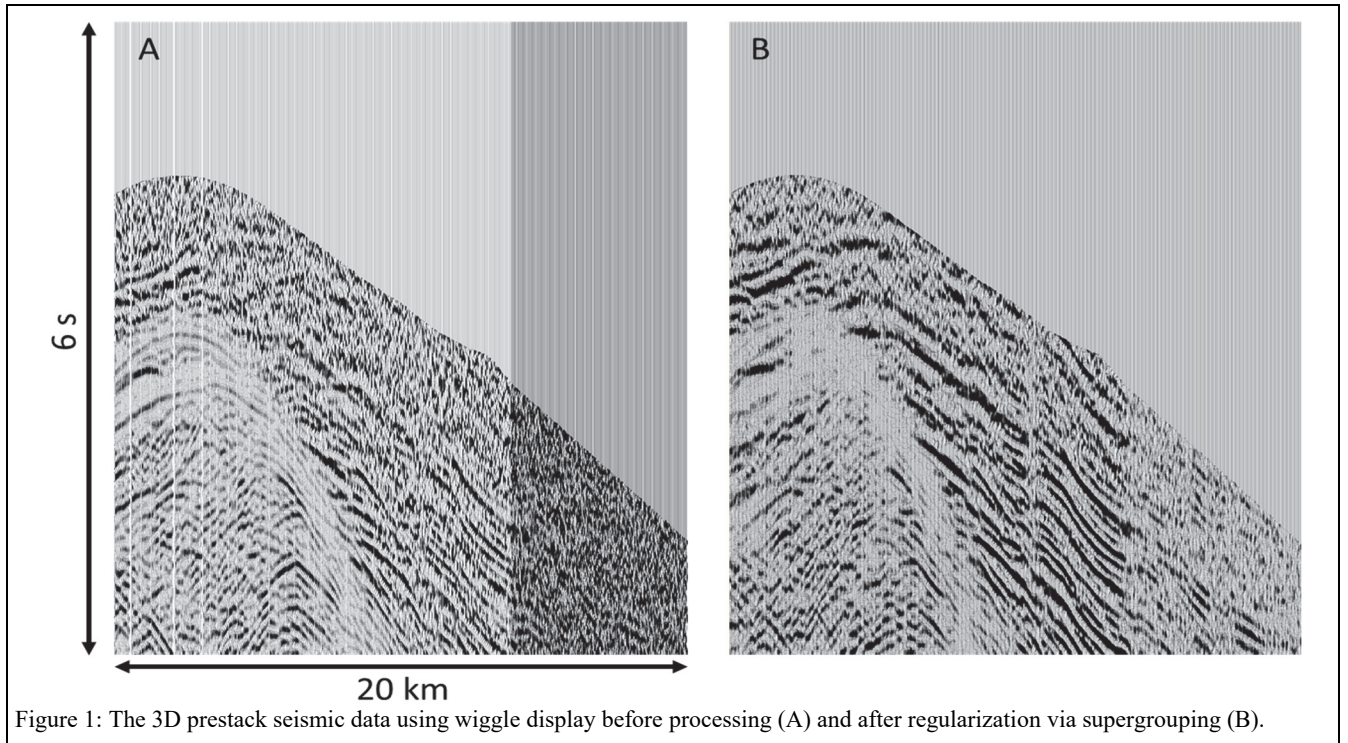 A
B
6 s
20 km
Figure 1: The 3D prestack seismic data using wiggle display before processing (A) and after regularization via supergrouping (B).